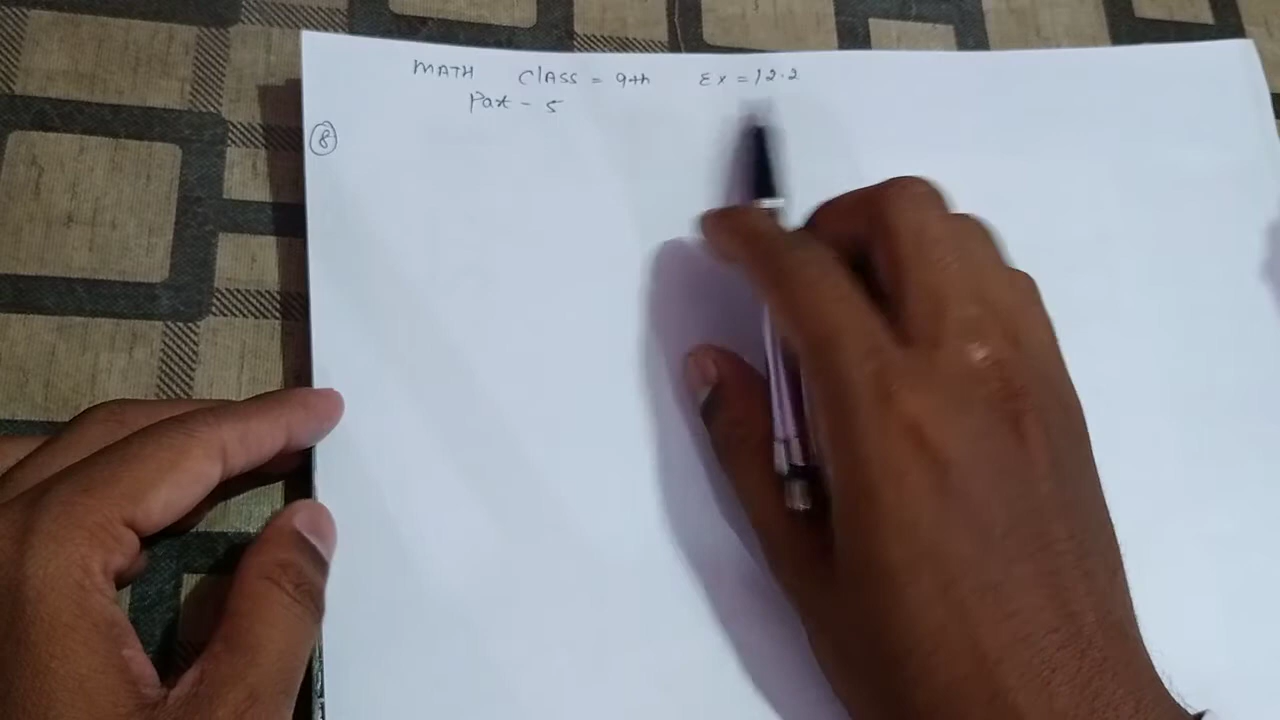 MATH CLASS = 9th Ex = 12.2
Part - 5
8